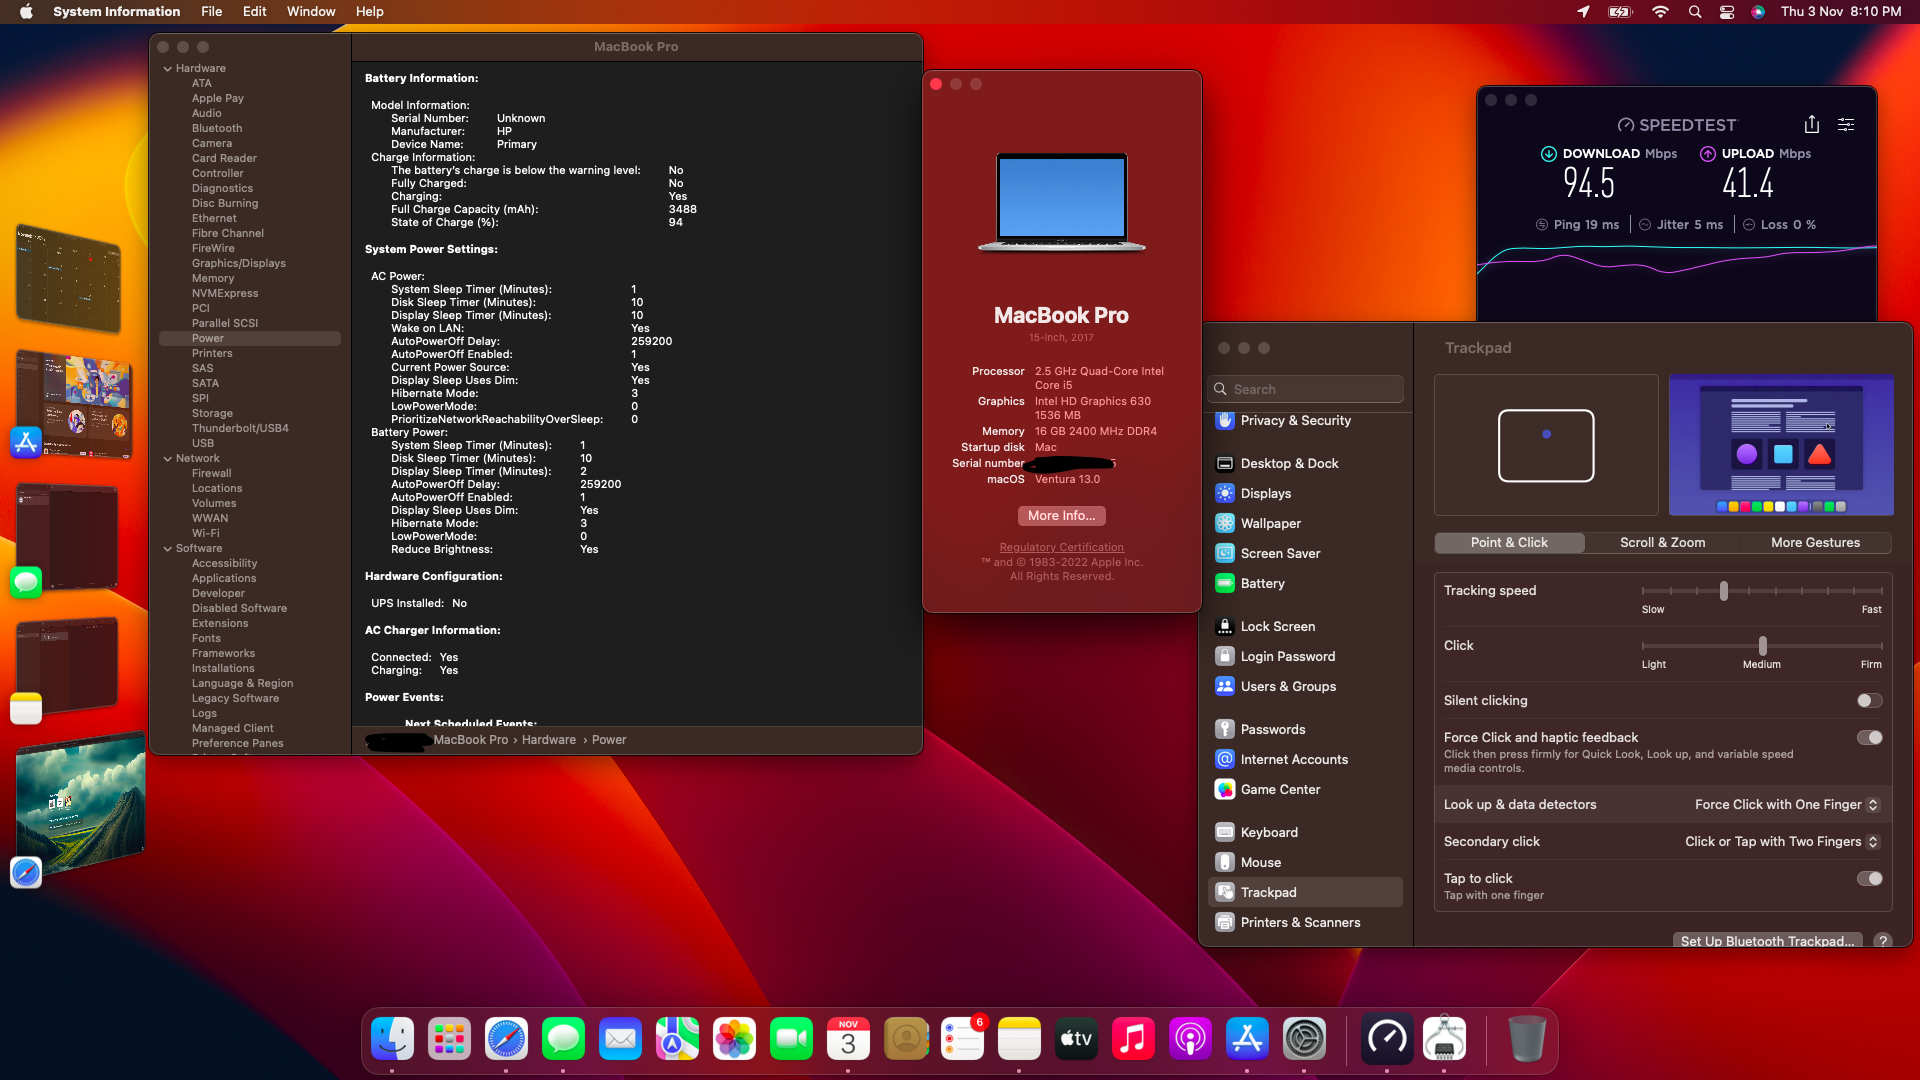 System Information File Edit Window Help
Thu 3 Nov 8:10 PM
MacBook Pro
Hardware
ATA
Apple Pay
Audio
Bluetooth
Camera
Card Reader
Controller
Diagnostics
Disc Burning
Ethernet
Fibre Channel
FireWire
Graphics/Displays
Memory
NVMExpress
PCI
Parallel SCSI
Power
Printers
SAS
SATA
SPI
Storage
Thunderbolt/USB4
USB
Network
Firewall
Locations
Volumes
WWAN
Wi-Fi
Software
Accessibility
Applications
Developer
Disabled Software
Extensions
Fonts
Frameworks
Installations
Language & Region
Legacy Software
Logs
Managed Client
Preference Panes
Battery Information:
Model Information:
Serial Number: Unknown
Manufacturer: HP
Device Name: Primary
Charge Information:
The battery's charge is below the warning level: No
Fully Charged: No
Charging: Yes
Full Charge Capacity (mAh): 3488
State of Charge (%): 94
System Power Settings:
AC Power:
System Sleep Timer (Minutes): 1
Disk Sleep Timer (Minutes): 10
Display Sleep Timer (Minutes): 10
Wake on LAN: Yes
AutoPowerOff Delay: 259200
AutoPowerOff Enabled: 1
Current Power Source: Yes
Display Sleep Uses Dim: Yes
Hibernate Mode: 3
LowPowerMode: 0
PrioritizeNetworkReachabilityOverSleep: 0
Battery Power:
System Sleep Timer (Minutes): 1
Disk Sleep Timer (Minutes): 10
Display Sleep Timer (Minutes): 2
AutoPowerOff Delay: 259200
AutoPowerOff Enabled: 1
Display Sleep Uses Dim: Yes
Hibernate Mode: 3
LowPowerMode: 0
Reduce Brightness: Yes
Hardware Configuration:
UPS Installed: No
AC Charger Information:
Connected: Yes
Charging: Yes
Power Events:
Next Scheduled Events:
MacBook Pro › Hardware › Power
MacBook Pro
15-inch, 2017
Processor 2.5 GHz Quad-Core Intel
Core i5
Graphics Intel HD Graphics 630
1536 MB
Memory 16 GB 2400 MHz DDR4
Startup disk Mac
Serial number
macOS Ventura 13.0
More Info...
Regulatory Certification
™ and © 1983-2022 Apple Inc.
All Rights Reserved.
SPEEDTEST
DOWNLOAD Mbps UPLOAD Mbps
94.5 41.4
Ping 19 ms Jitter 5 ms Loss 0 %
Search
Privacy & Security
Desktop & Dock
Displays
Wallpaper
Screen Saver
Battery
Lock Screen
Login Password
Users & Groups
Passwords
Internet Accounts
Game Center
Keyboard
Mouse
Trackpad
Printers & Scanners
Trackpad
Point & Click Scroll & Zoom More Gestures
Tracking speed
Slow Fast
Click
Light Medium Firm
Silent clicking
Force Click and haptic feedback
Click then press firmly for Quick Look, Look up, and variable speed
media controls.
Look up & data detectors Force Click with One Finger
Secondary click Click or Tap with Two Fingers
Tap to click
Tap with one finger
Set Up Bluetooth Trackpad... ?
NOV
3
6
tv